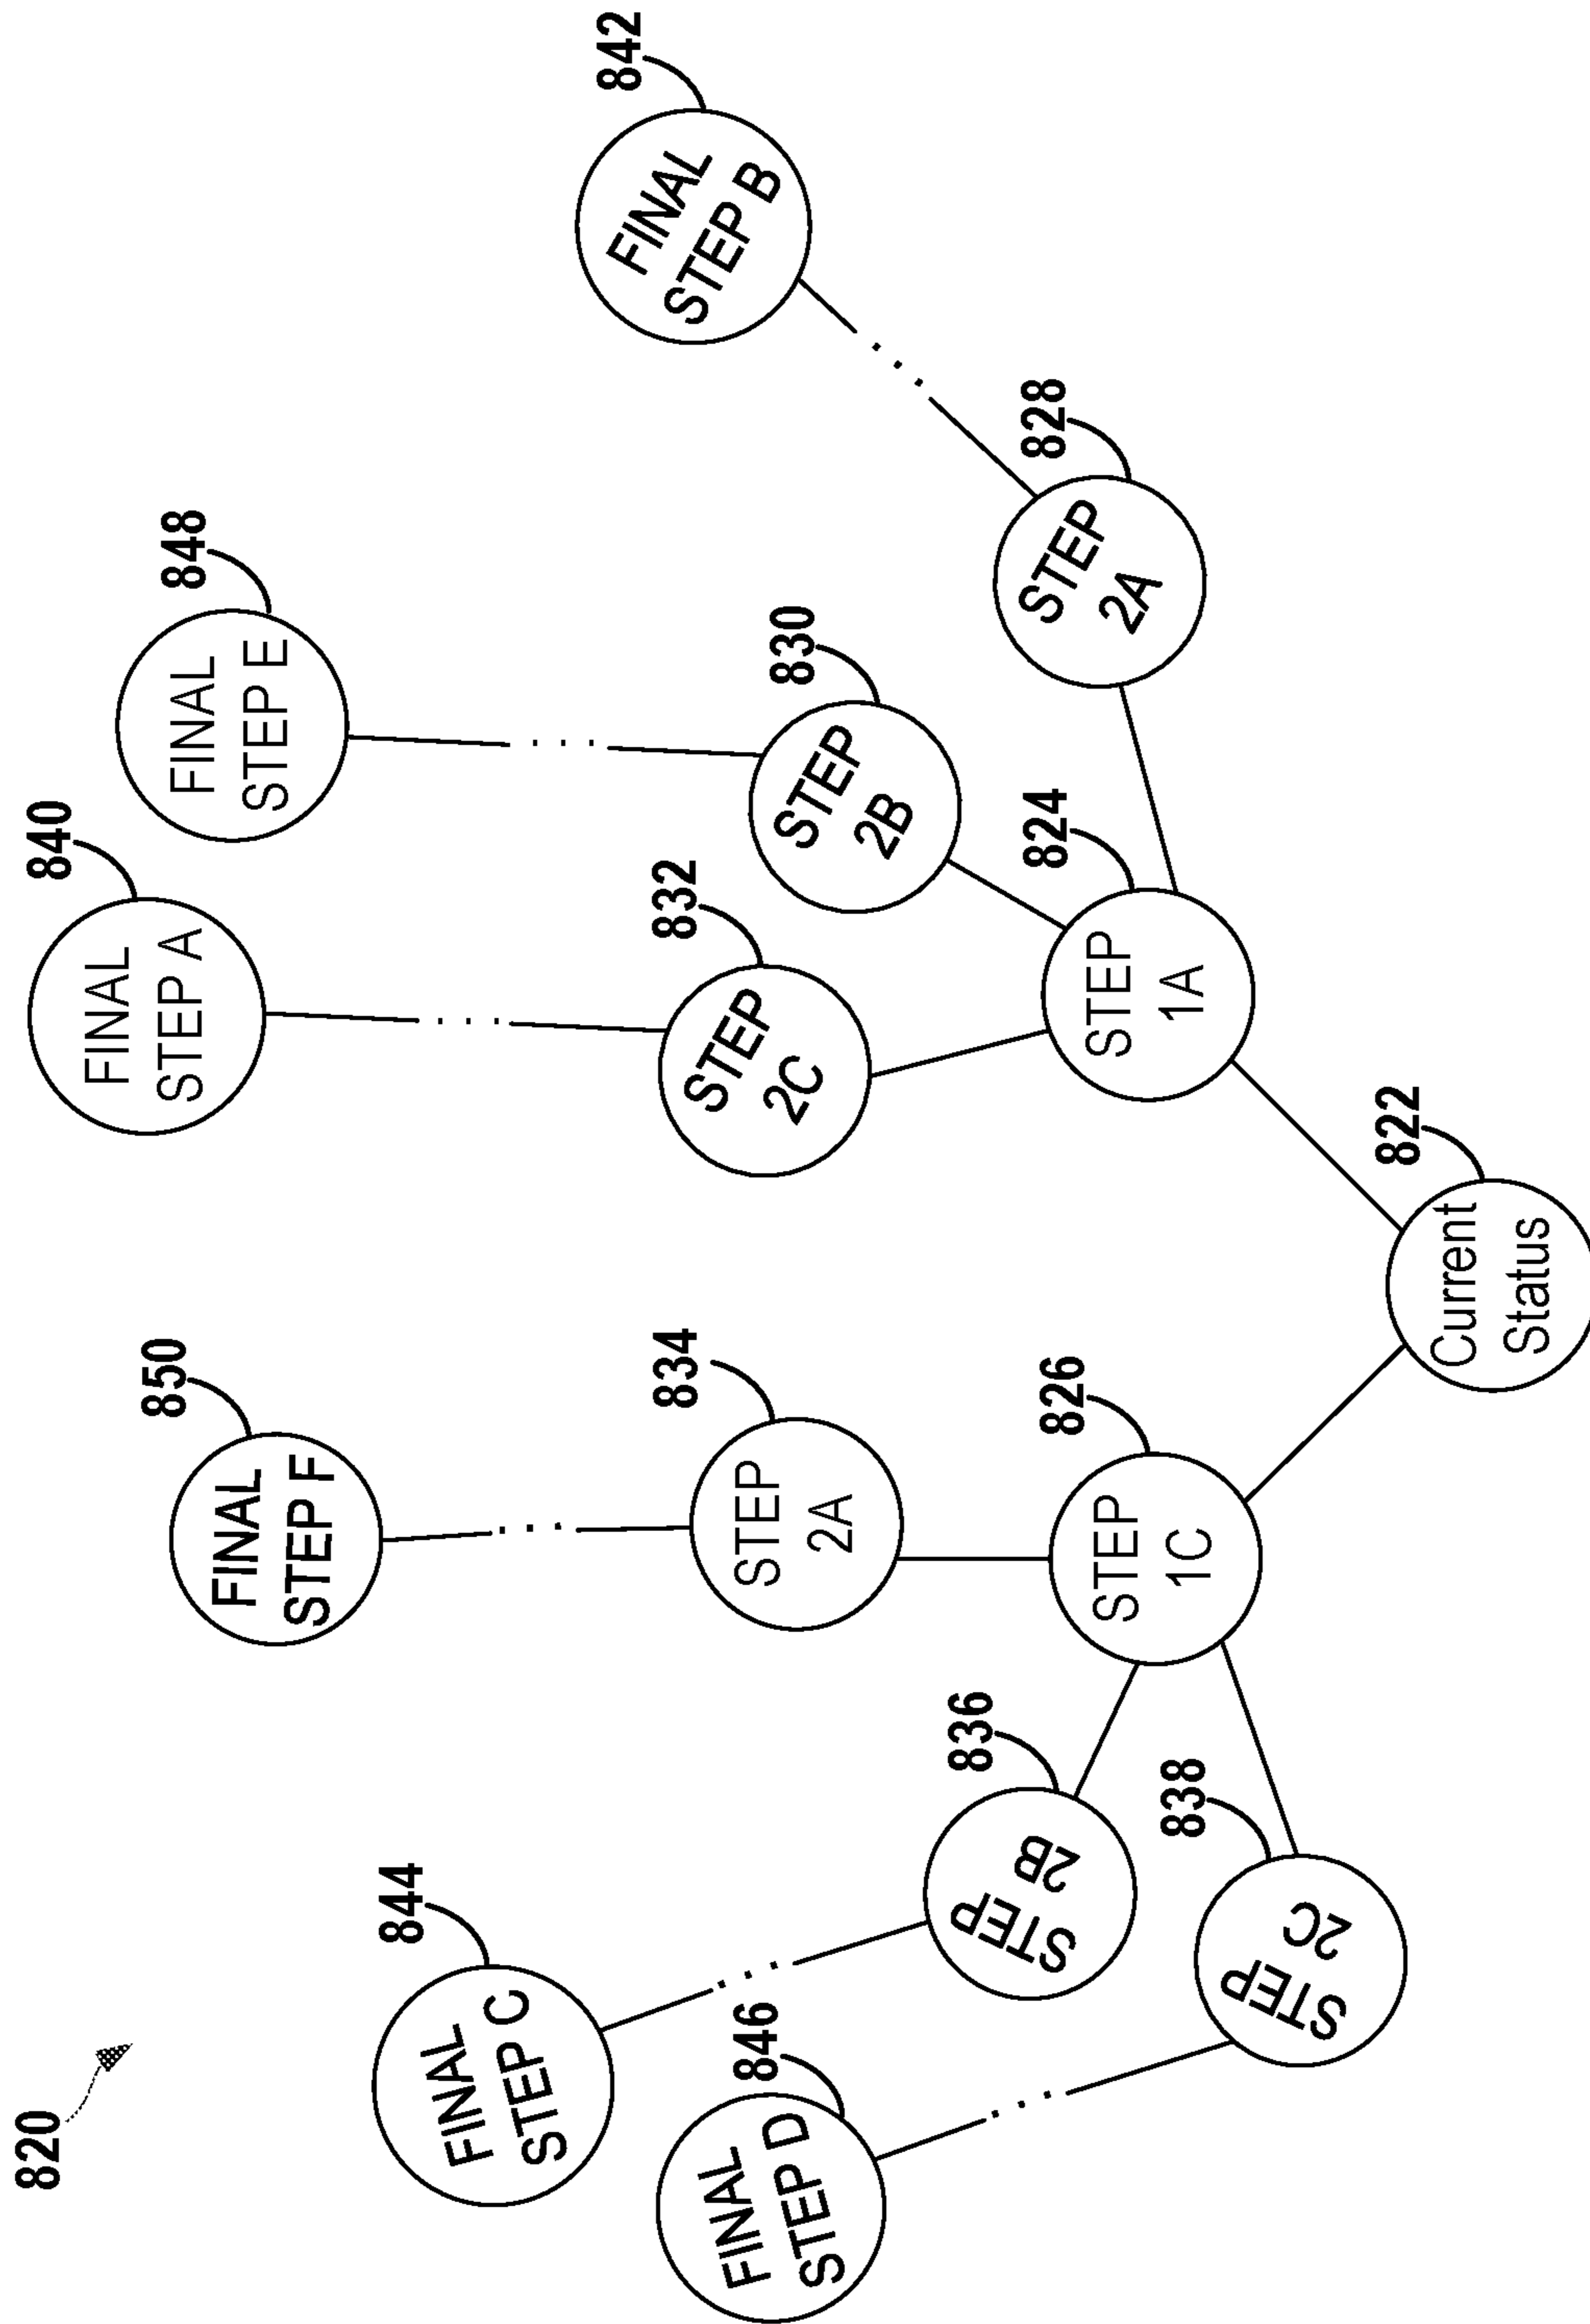 820
840
FINAL
STEP A
850
848
FINAL
STEP F
FINAL
STEP E
844
FINAL
STEP C
842
FINAL
STEP B
846
FINAL
STEP D
834
STEP
2A
832
STEP
2C
830
STEP
2B
836
STEP
2B
828
STEP
2A
826
STEP
1C
824
STEP
1A
838
STEP
2C
822
Current
Status